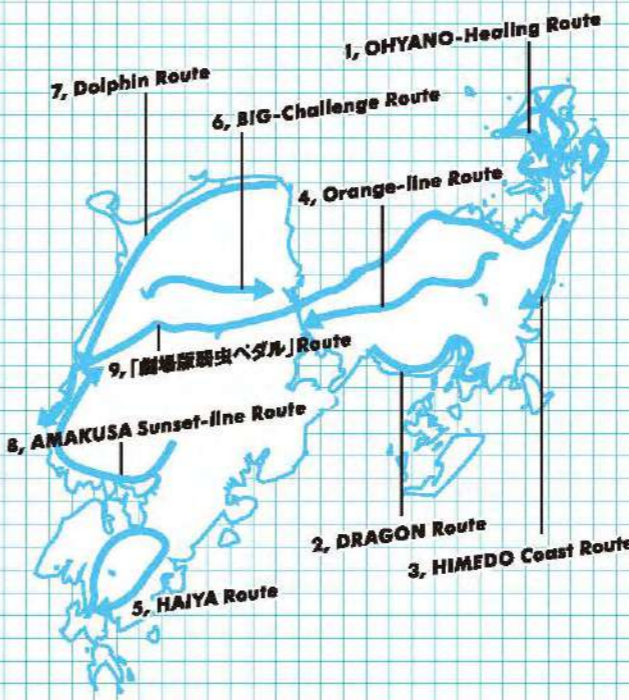 1, OHYANO-Healing Route
7, Dolphin Route
6, BIG-Challenge Route
4, Orange-line Route
9,「劇場版弱虫ペダル」Route
8, AMAKUSA Sunset-line Route
2, DRAGON Route
3, HIMEDO Coast Route
5, HAIYA Route